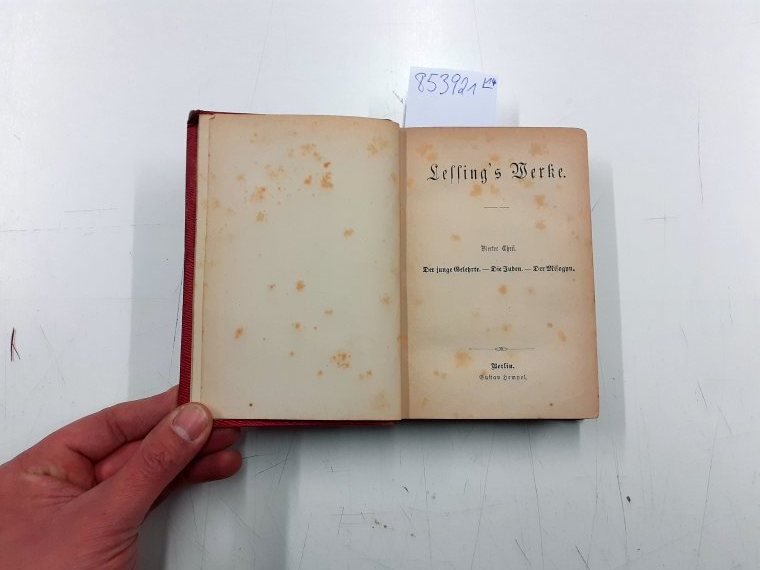 853921
Lessing's Werke.
Vierter Theil.
Der junge Gelehrte. — Die Juden. — Der Misogyn.
Berlin.
Gustav Hempel.